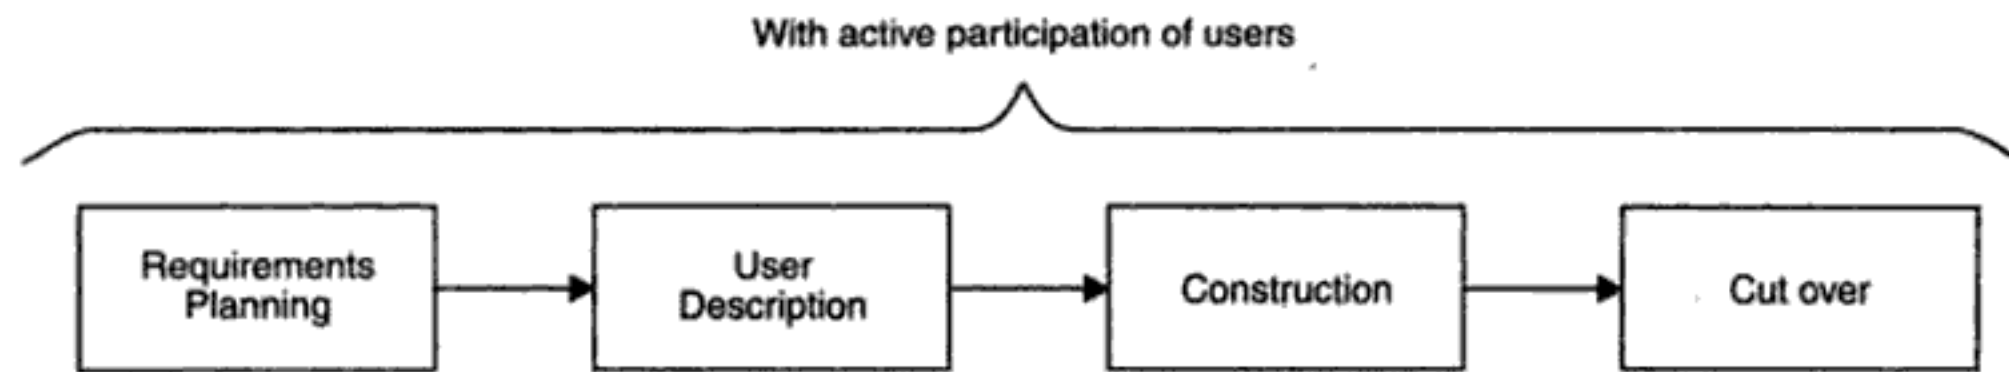 With active participation of users
Requirements
Planning
User
Description
Construction
Cut over